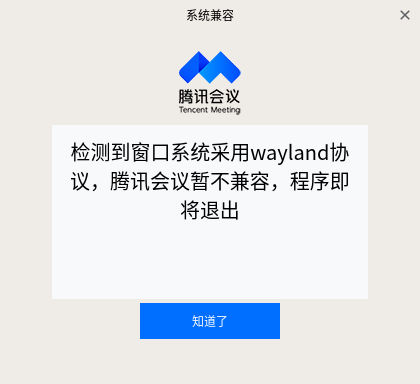 系统兼容
腾讯会议
Tencent Meeting
检测到窗口系统采用wayland协
议，腾讯会议暂不兼容，程序即
将退出
知道了